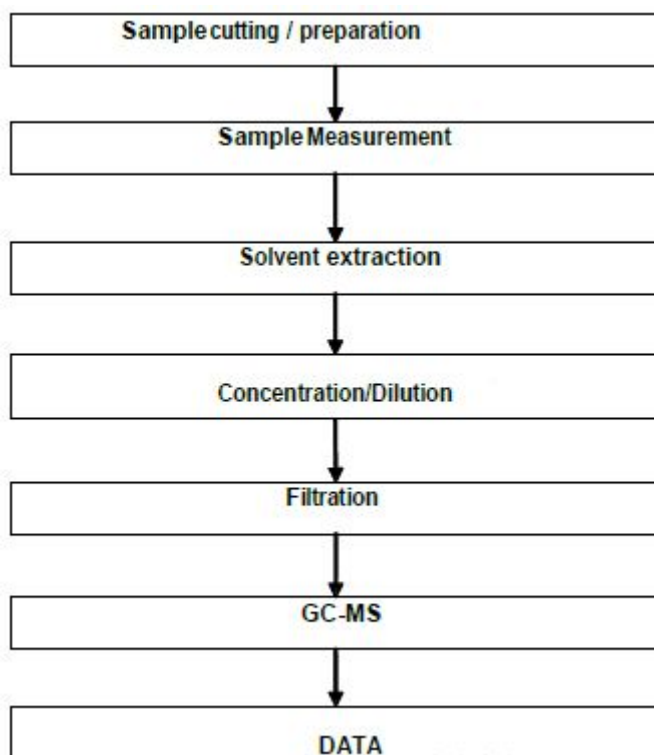 Sample cutting / preparation
Sample Measurement
Solvent extraction
Concentration/Dilution
Filtration
GC-MS
DATA